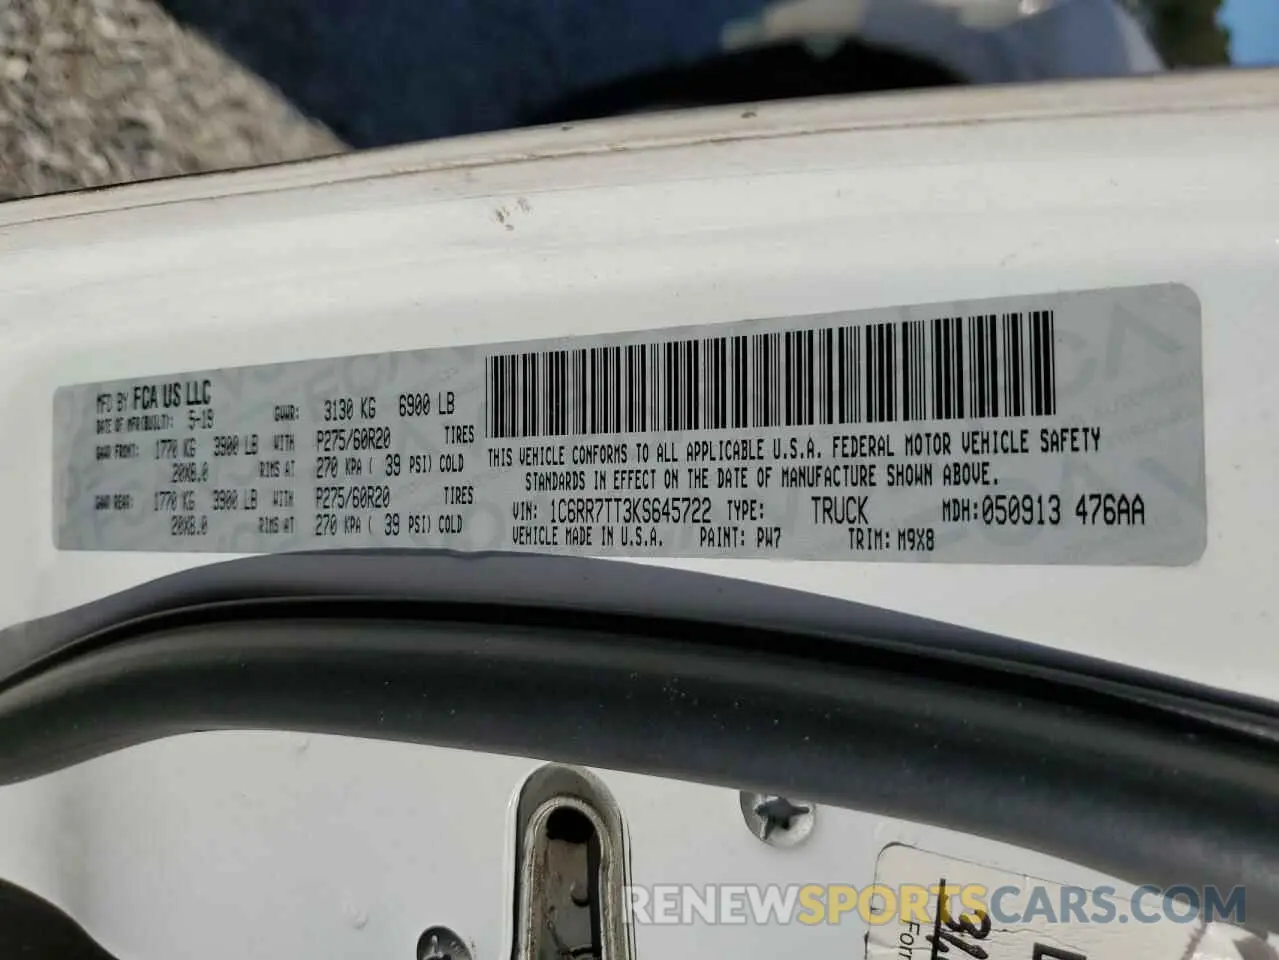 MFD BY FCA US LLC
DATE OF MFR(BUILT): 5-19
GVWR: 3130 KG 6900 LB
GAWR FRONT: 1770 KG 3900 LB WITH P275/60R20 TIRES
20X8.0 RIMS AT 270 KPA ( 39 PSI) COLD
GAWR REAR: 1770 KG 3900 LB WITH P275/60R20 TIRES
20X8.0 RIMS AT 270 KPA ( 39 PSI) COLD
THIS VEHICLE CONFORMS TO ALL APPLICABLE U.S.A. FEDERAL MOTOR VEHICLE SAFETY
STANDARDS IN EFFECT ON THE DATE OF MANUFACTURE SHOWN ABOVE.
VIN: 1C6RR7TT3KS645722 TYPE: TRUCK MDH:050913 476AA
VEHICLE MADE IN U.S.A. PAINT: PW7 TRIM: M9X8
RENEWSPORTSCARS.COM